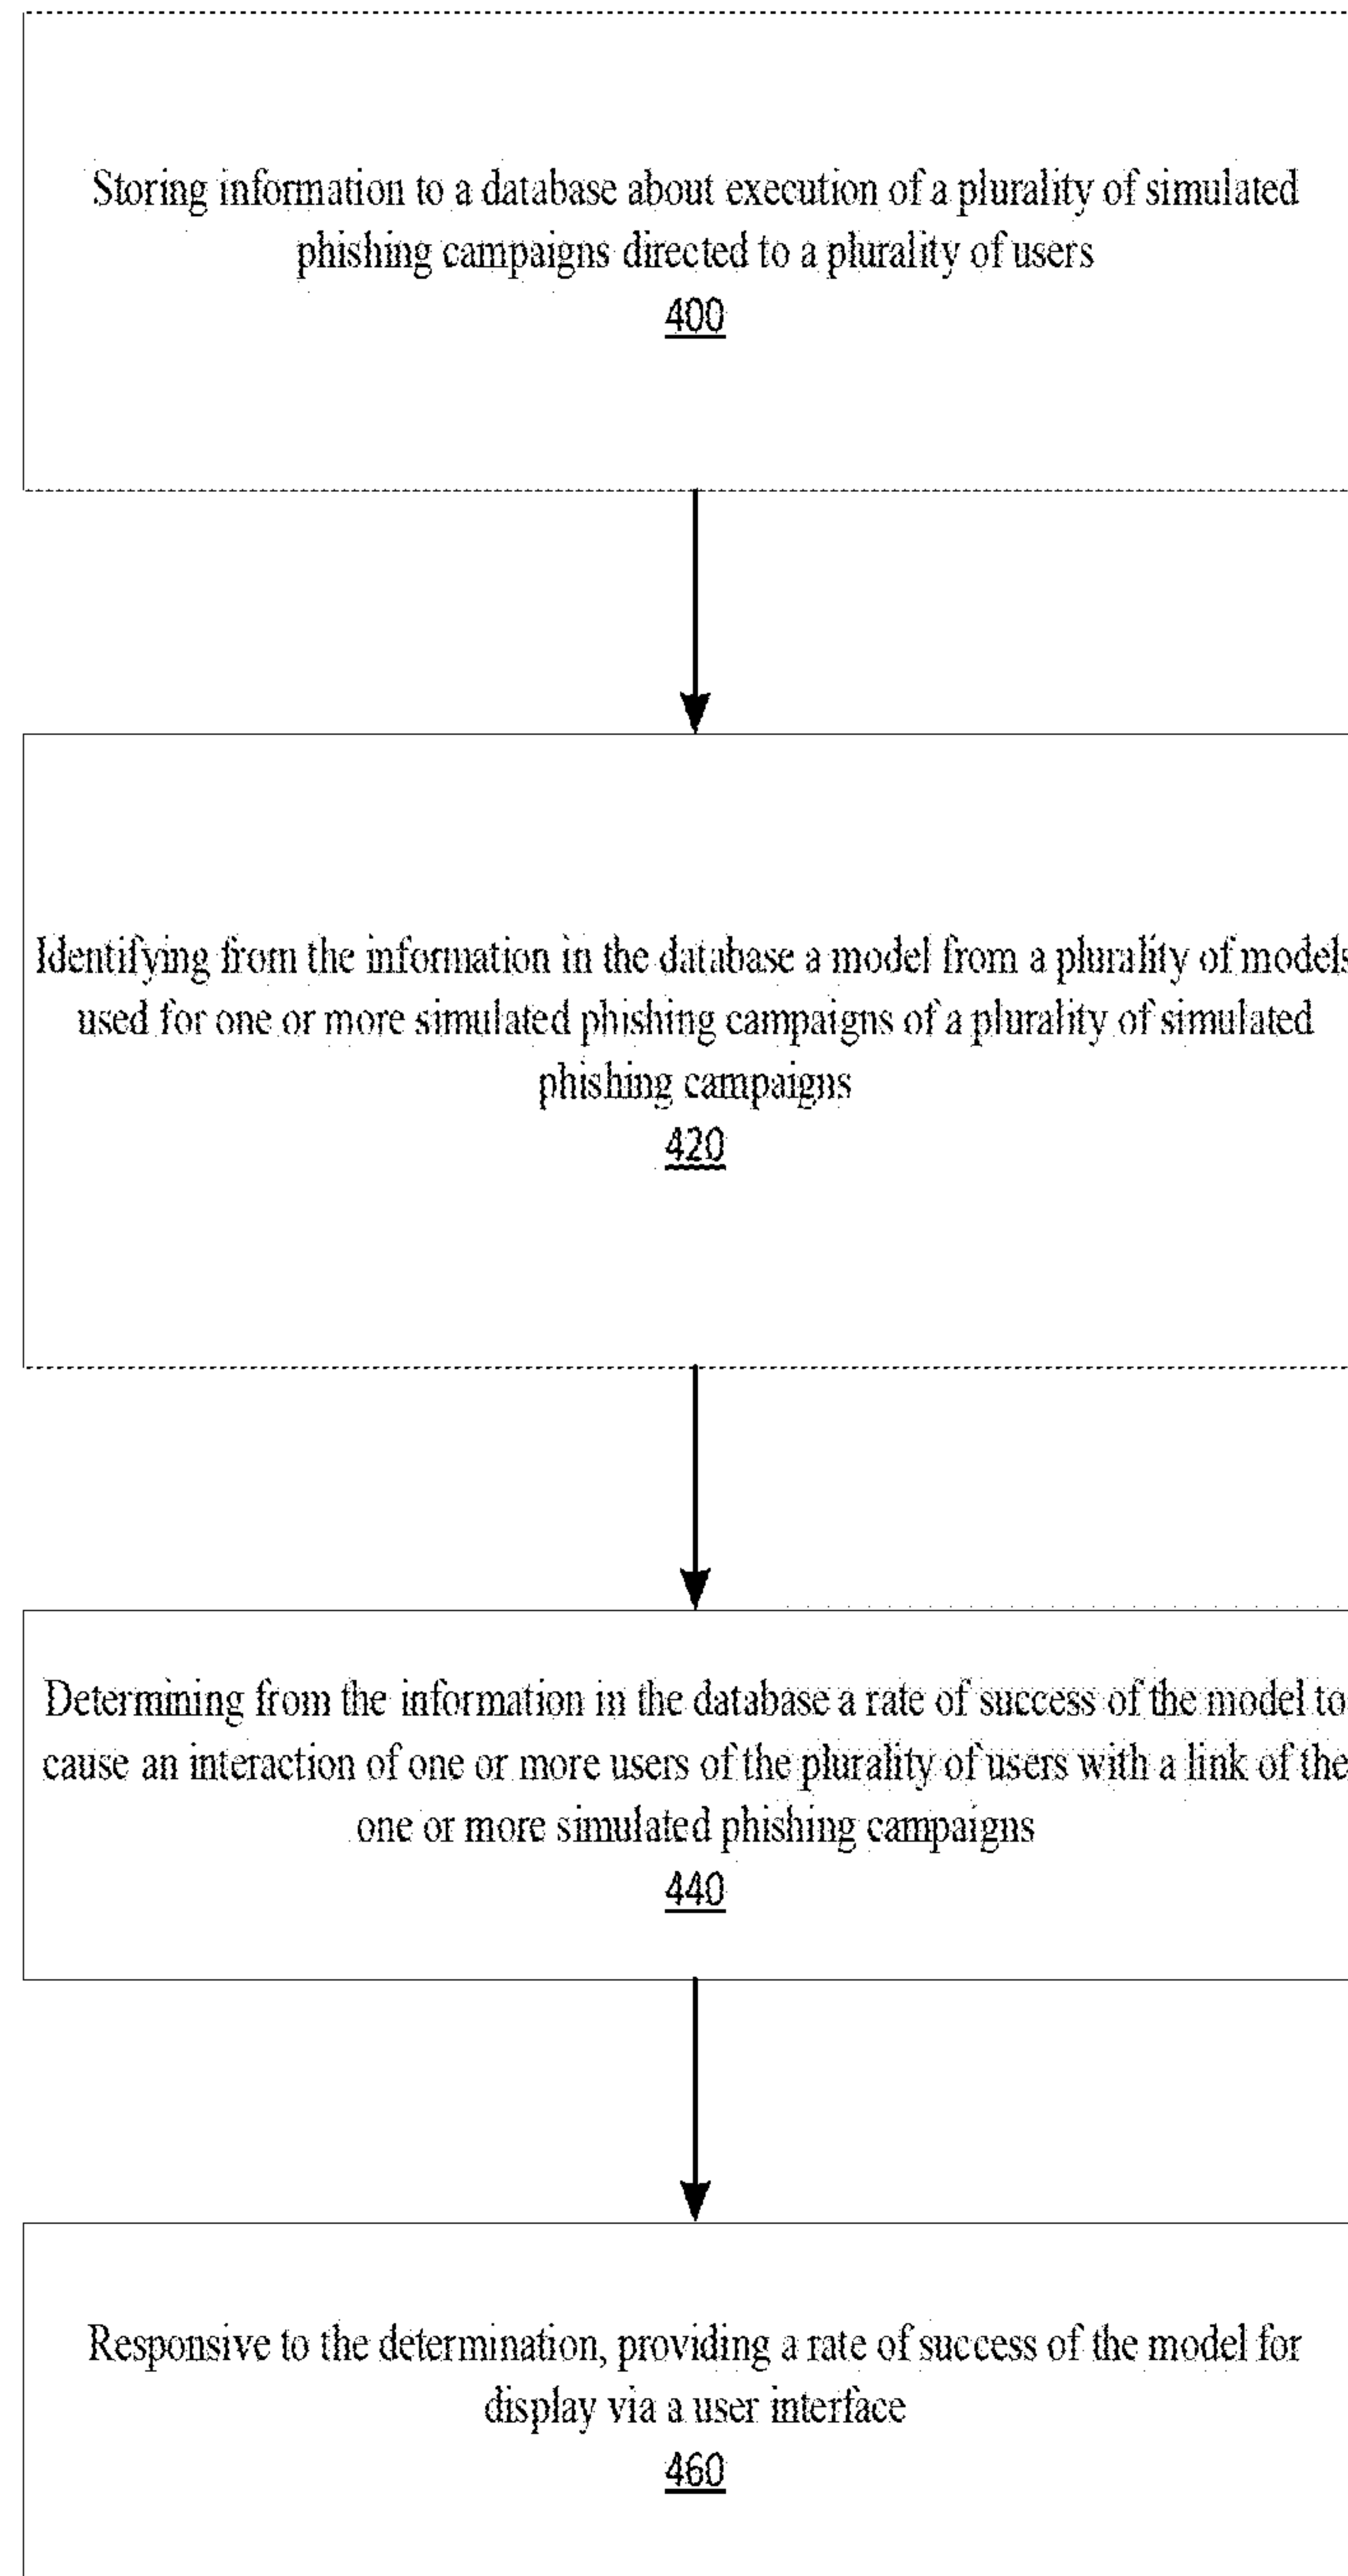 Storing information to a database about execution of a plurality of simulated
phishing campaigns directed to a plurality of users
400
Identifying from the information in the database a model from a plurality of models
used for one or more simulated phishing campaigns of a plurality of simulated
phishing campaigns
420
Determining from the information in the database a rate of success of the model to
cause an interaction of one or more users of the plurality of users with a link of the
one or more simulated phishing campaigns
440
Responsive to the determination, providing a rate of success of the model for
display via a user interface
460